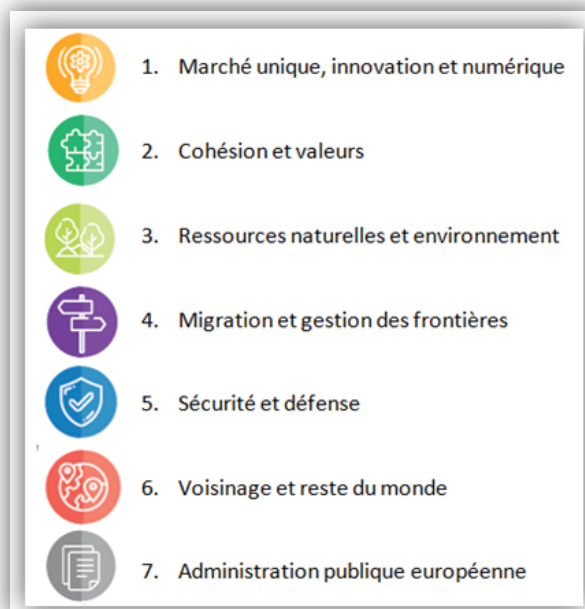 1. Marché unique, innovation et numérique
2. Cohésion et valeurs
3. Ressources naturelles et environnement
4. Migration et gestion des frontières
5. Sécurité et défense
6. Voisinage et reste du monde
7. Administration publique européenne